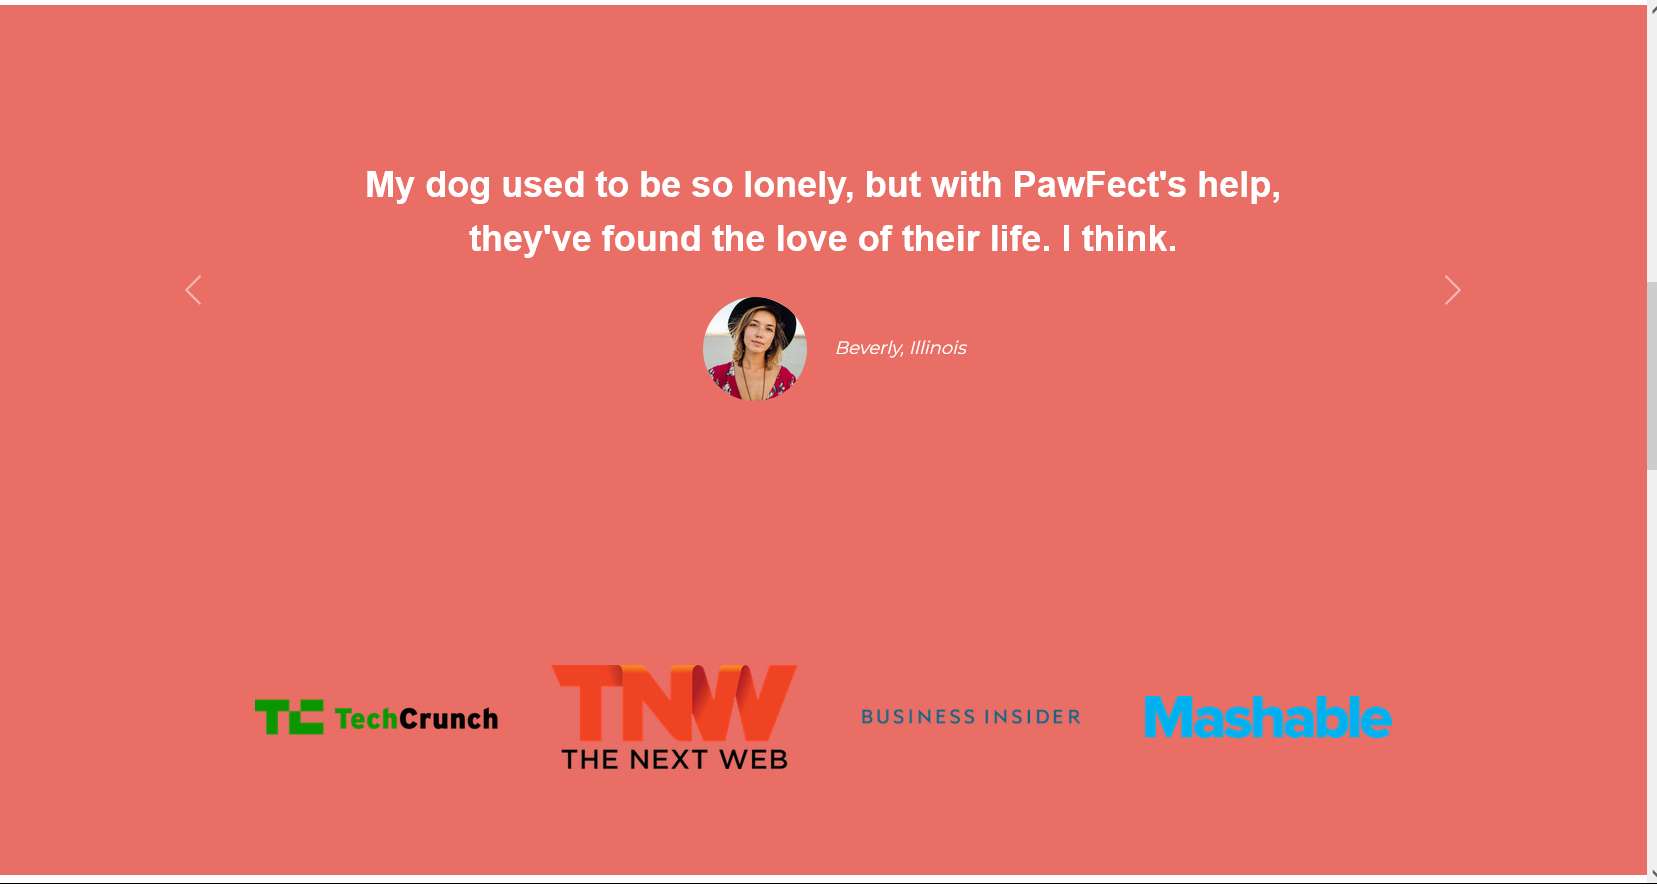 My dog used to be so lonely, but with PawFect's help,
they've found the love of their life. I think.
Beverly, Illinois
TC TechCrunch
TNW
THE NEXT WEB
BUSINESS INSIDER
Mashable